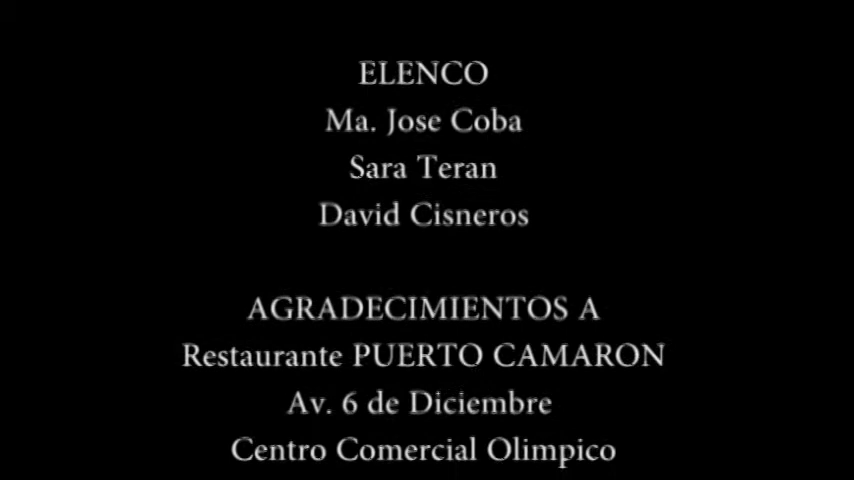 ELENCO
Ma. Jose Coba
Sara Teran
David Cisneros
AGRADECIMIENTOS A
Restaurante PUERTO CAMARON
Av. 6 de Diciembre
Centro Comercial Olimpico